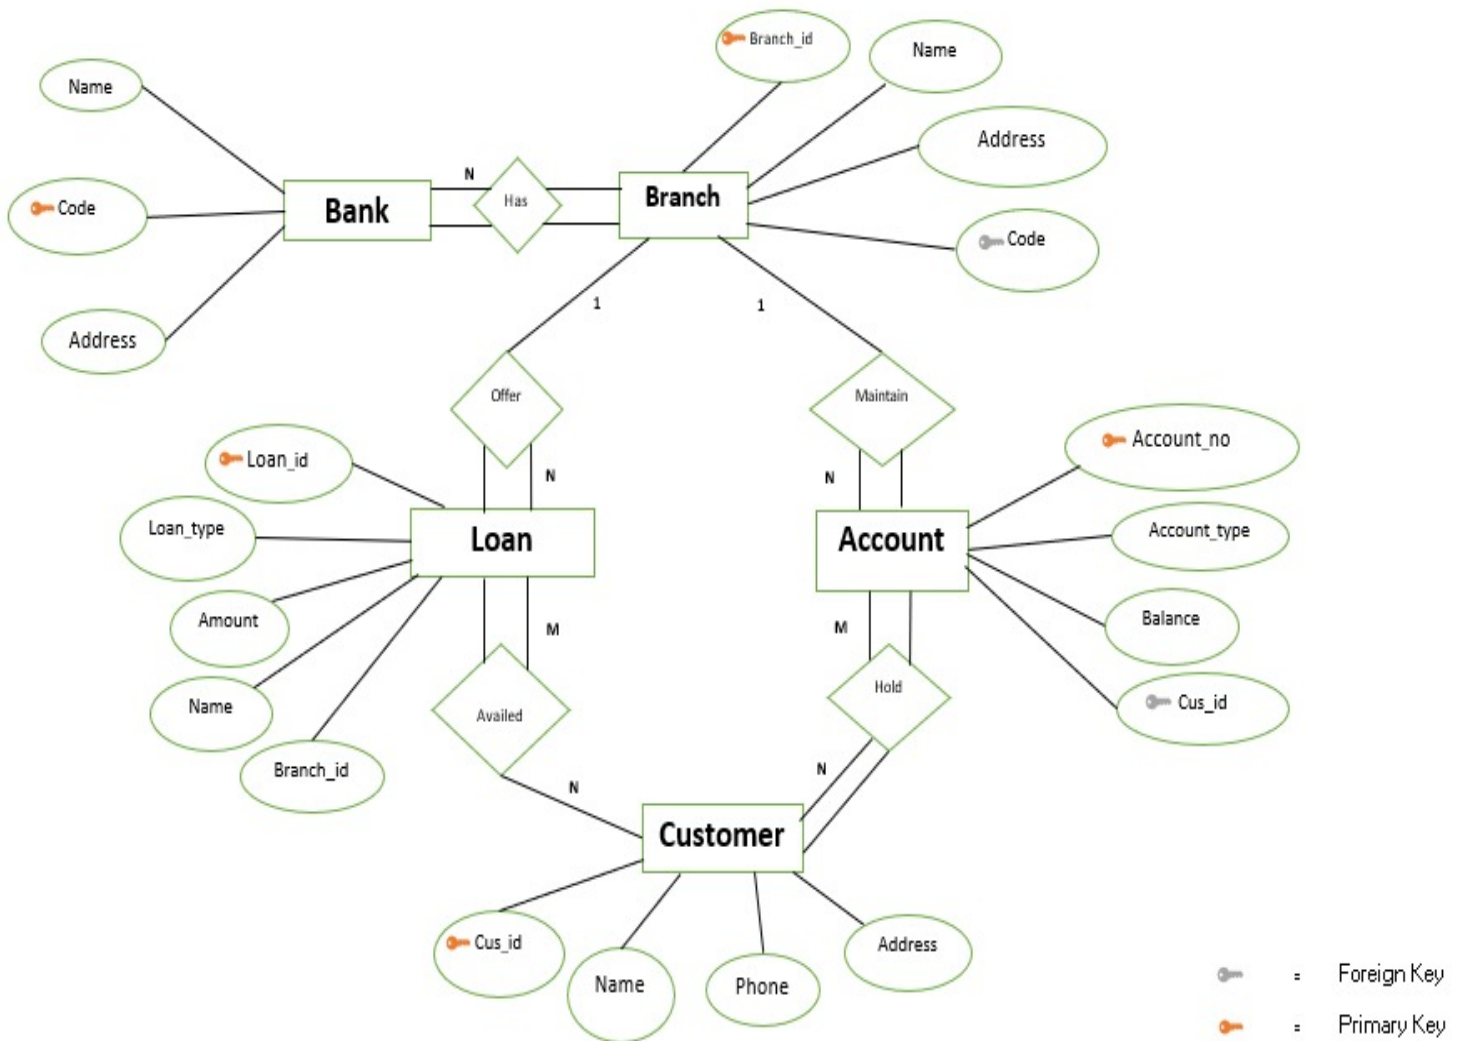 Branch_id
Name
Name
Address
Code
N
Has
Bank
Branch
Code
Address
1
1
Offer
Maintain
Loan_id
N
N
Account_no
Loan_type
Loan
Account
Account_type
Amount
M
M
Balance
Name
Availed
Hold
Cus_id
Branch_id
N
N
Customer
Cus_id
Name
Phone
Address
= Foreign Key
= Primary Key